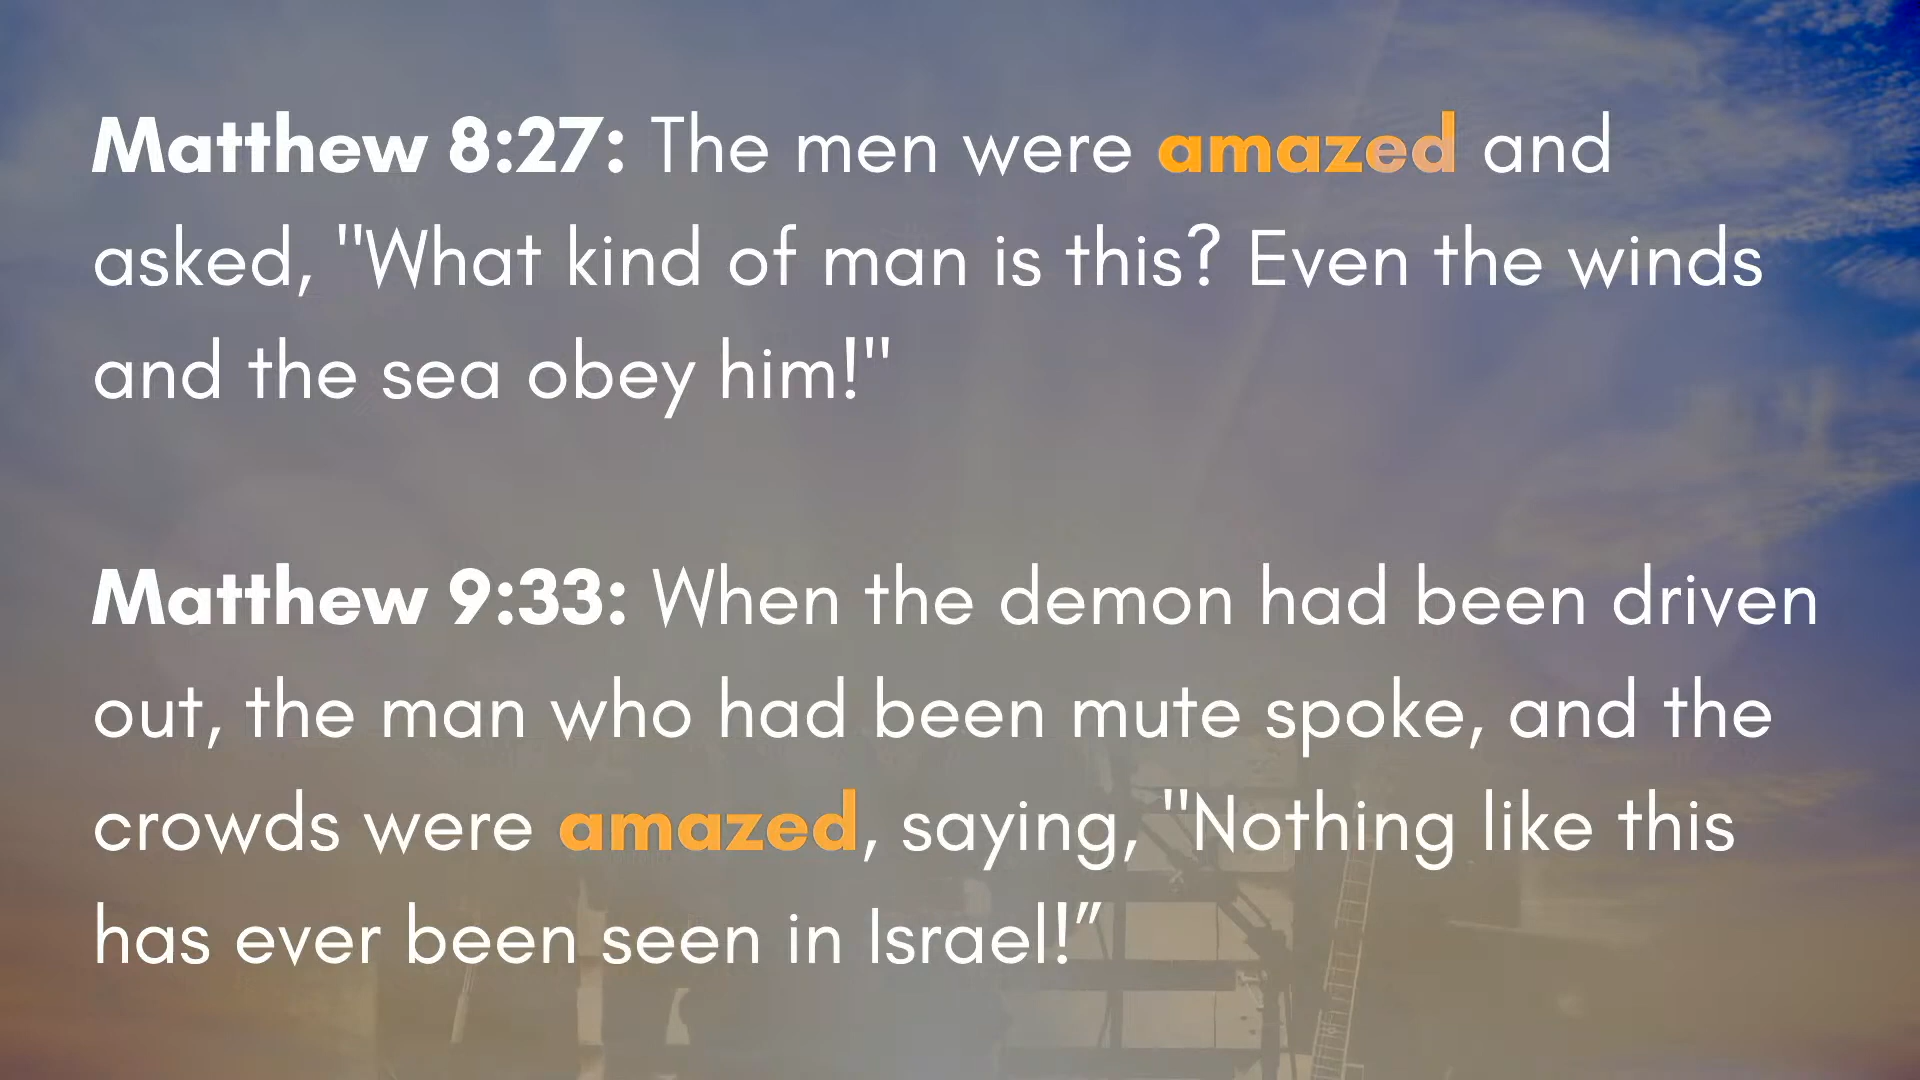 Matthew 8:27: The men were amazed and
asked, "What kind of man is this? Even the winds
and the sea obey him!"
Matthew 9:33: When the demon had been driven
out, the man who had been mute spoke, and the
crowds were amazed, saying, "Nothing like this
has ever been seen in Israel!”